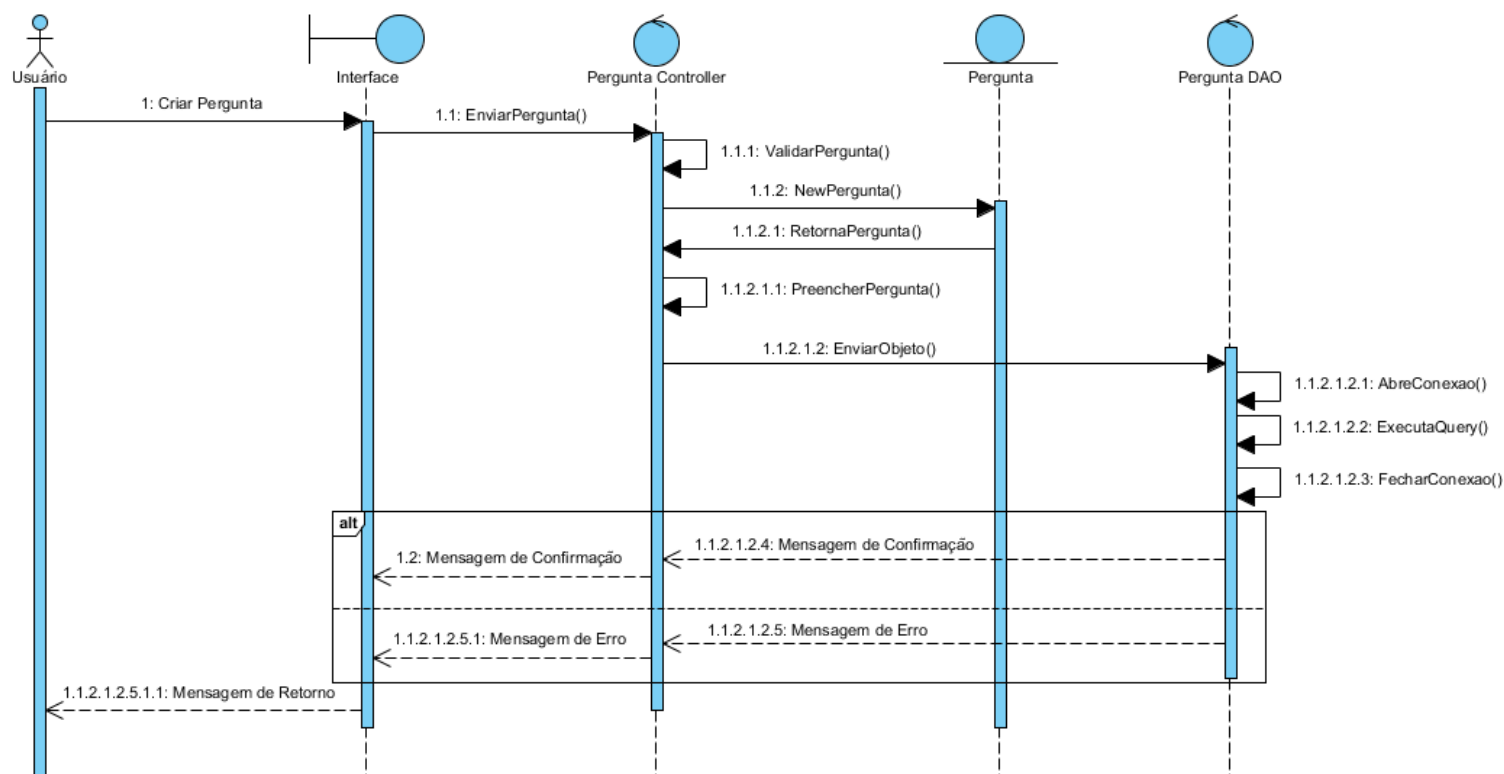 Usuário
Interface
Pergunta Controller
Pergunta
Pergunta DAO
1: Criar Pergunta
1.1: EnviarPergunta()
1.1.1: ValidarPergunta()
1.1.2: NewPergunta()
1.1.2.1: RetornaPergunta()
1.1.2.1.1: PreencherPergunta()
1.1.2.1.2: EnviarObjeto()
1.1.2.1.2.1: AbreConexao()
1.1.2.1.2.2: ExecutaQuery()
1.1.2.1.2.3: FecharConexao()
alt
1.1.2.1.2.4: Mensagem de Confirmação
1.2: Mensagem de Confirmação
1.1.2.1.2.5: Mensagem de Erro
1.1.2.1.2.5.1: Mensagem de Erro
1.1.2.1.2.5.1.1: Mensagem de Retorno